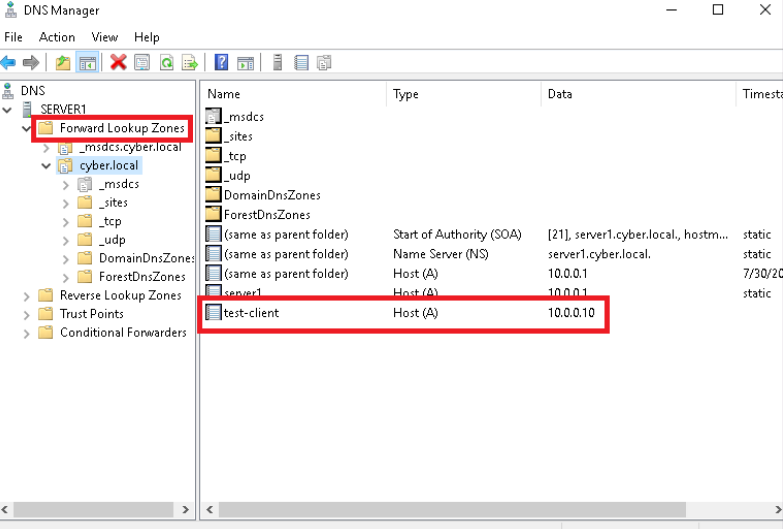 DNS Manager
File Action View Help
DNS
SERVER1
Forward Lookup Zones
_msdcs.cyber.local
cyber.local
_msdcs
_sites
_tcp
_udp
DomainDnsZones
ForestDnsZones
Reverse Lookup Zones
Trust Points
Conditional Forwarders
Name Type Data Timesta
_msdcs
_sites
_tcp
_udp
DomainDnsZones
ForestDnsZones
(same as parent folder) Start of Authority (SOA) [21], server1.cyber.local., hostm... static
(same as parent folder) Name Server (NS) server1.cyber.local. static
(same as parent folder) Host (A) 10.0.0.1 7/30/20
server1 Host (A) 10.0.0.1 static
test-client Host (A) 10.0.0.10